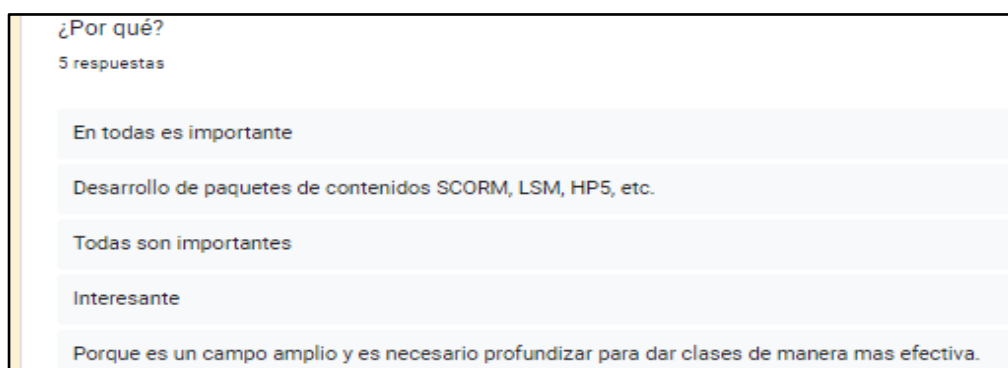 ¿Por qué?
5 respuestas
En todas es importante
Desarrollo de paquetes de contenidos SCORM, LSM, HP5, etc.
Todas son importantes
Interesante
Porque es un campo amplio y es necesario profundizar para dar clases de manera mas efectiva.